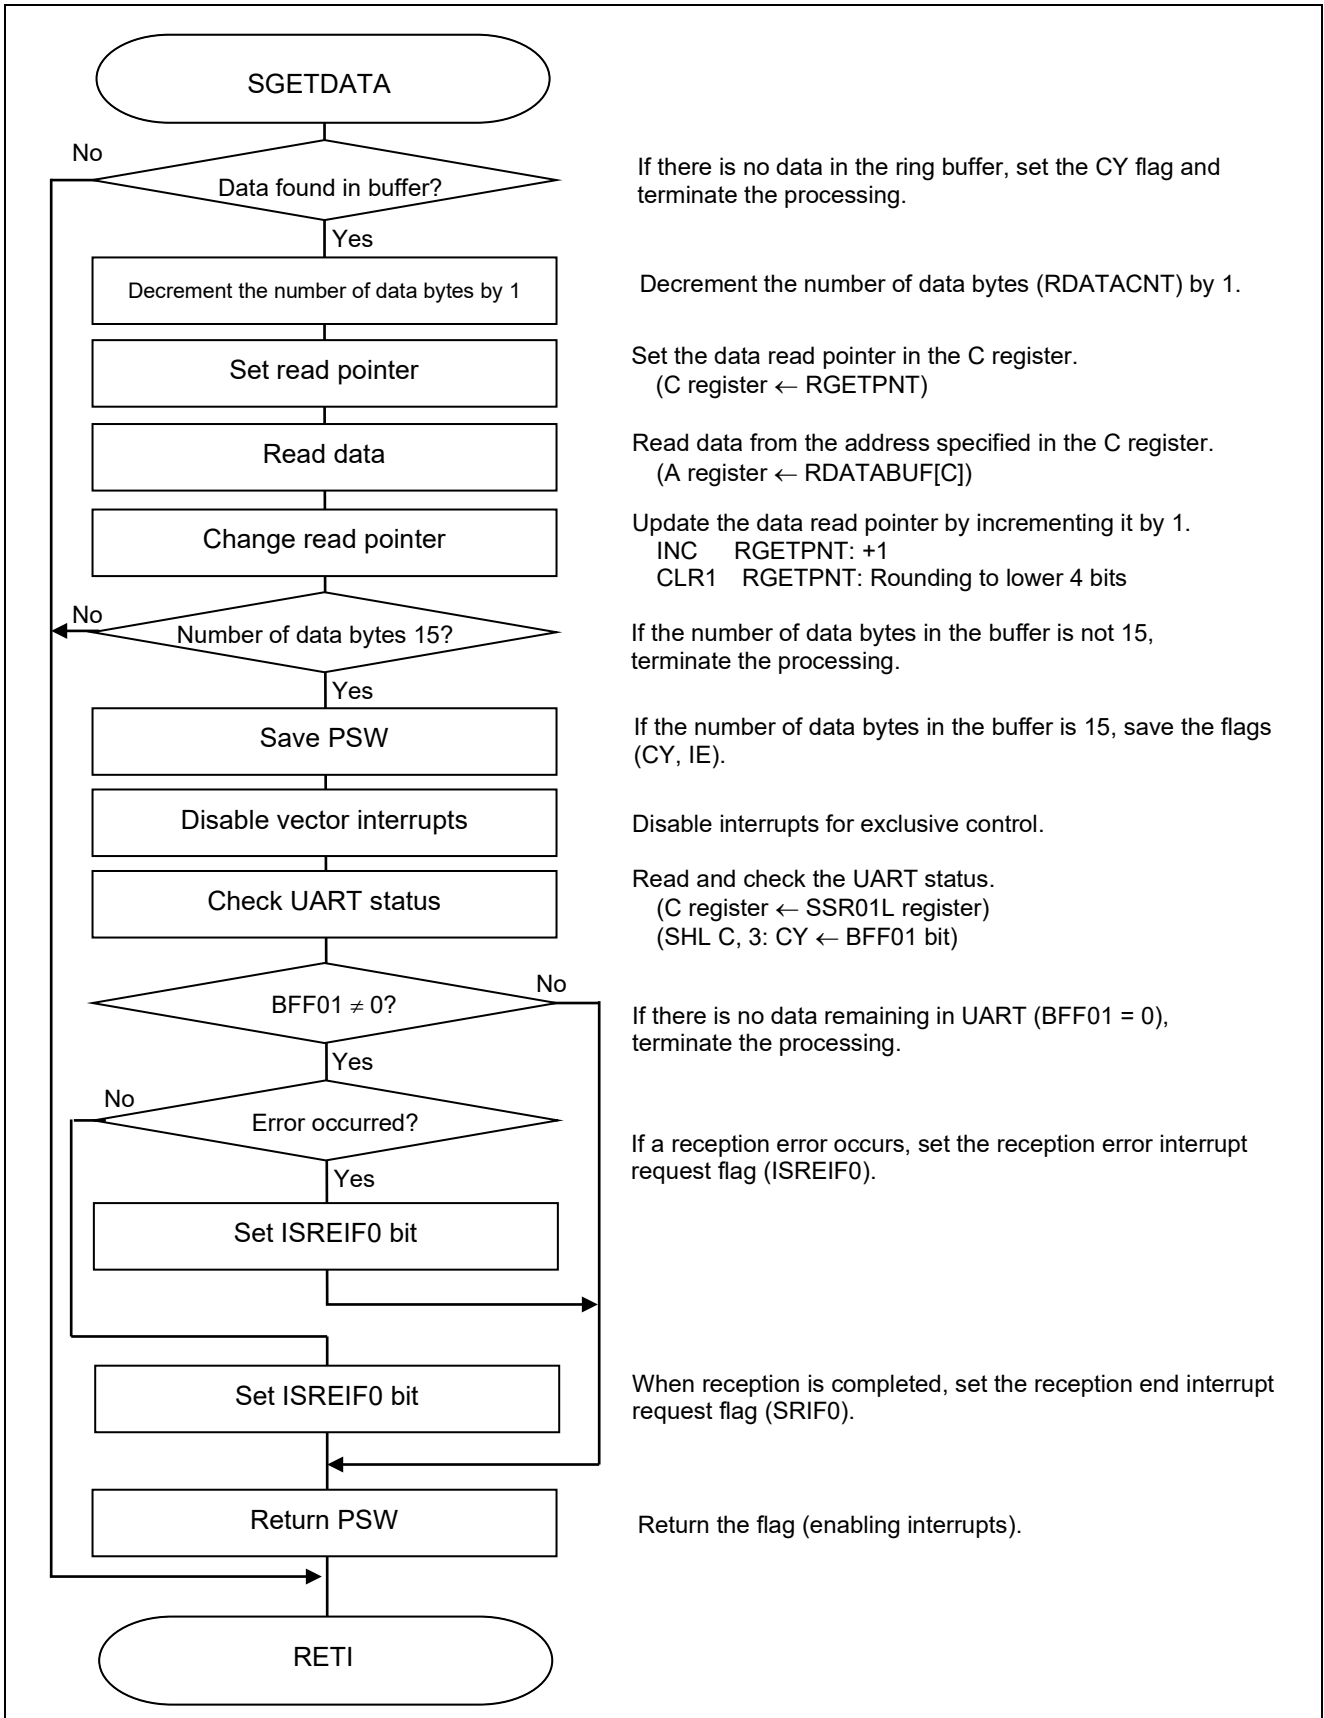 SGETDATA
No
Data found in buffer?
If there is no data in the ring buffer, set the CY flag and
terminate the processing.
Yes
Decrement the number of data bytes by 1
Decrement the number of data bytes (RDATACNT) by 1.
Set read pointer
Set the data read pointer in the C register.
(C register ← RGETPNT)
Read data
Read data from the address specified in the C register.
(A register ← RDATABUF[C])
Change read pointer
Update the data read pointer by incrementing it by 1.
INC RGETPNT: +1
CLR1 RGETPNT: Rounding to lower 4 bits
No
Number of data bytes 15?
If the number of data bytes in the buffer is not 15,
terminate the processing.
Yes
Save PSW
If the number of data bytes in the buffer is 15, save the flags
(CY, IE).
Disable vector interrupts
Disable interrupts for exclusive control.
Check UART status
Read and check the UART status.
(C register ← SSR01L register)
(SHL C, 3: CY ← BFF01 bit)
BFF01 ≠ 0?
No
If there is no data remaining in UART (BFF01 = 0),
terminate the processing.
Yes
No
Error occurred?
If a reception error occurs, set the reception error interrupt
request flag (ISREIF0).
Yes
Set ISREIF0 bit
Set ISREIF0 bit
When reception is completed, set the reception end interrupt
request flag (SRIF0).
Return PSW
Return the flag (enabling interrupts).
RETI